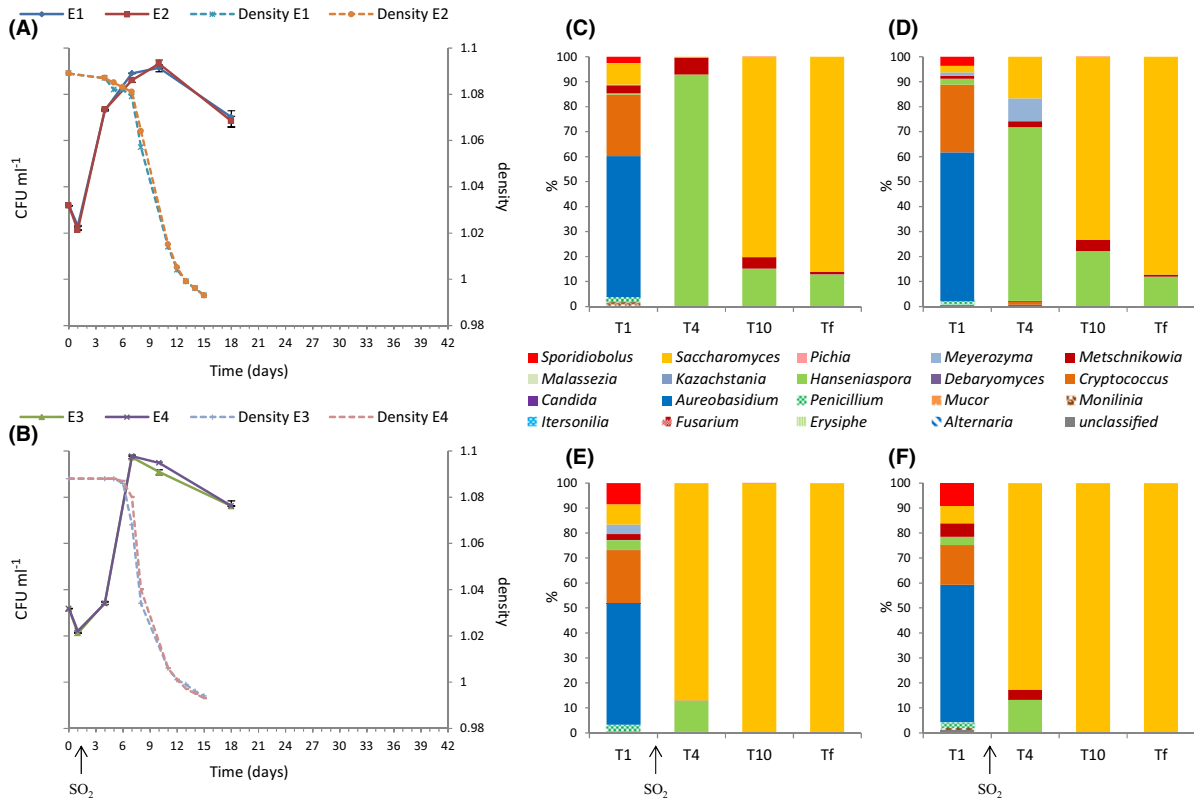 E1 E2 Density E1 Density E2
(A)
1.1
1.08
1.06
1.04
1.02
1
0.98
CFU ml⁻¹
density
0 3 6 9 12 15 18 21 24 27 30 33 36 39 42
Time (days)
E3 E4 Density E3 Density E4
(B)
1.1
1.08
1.06
1.04
1.02
1
0.98
CFU ml⁻¹
density
0 3 6 9 12 15 18 21 24 27 30 33 36 39 42
Time (days)
SO₂
(C)
100
90
80
70
60
50
40
30
20
10
0
%
T1 T4 T10 Tf
(D)
100
90
80
70
60
50
40
30
20
10
0
%
T1 T4 T10 Tf
Sporidiobolus Saccharomyces Pichia Meyerozyma Metschnikowia
Malassezia Kazachstania Hanseniaspora Debaryomyces Cryptococcus
Candida Aureobasidium Penicillium Mucor Monilinia
Itersonilia Fusarium Erysiphe Alternaria unclassified
(E)
100
90
80
70
60
50
40
30
20
10
0
%
T1 T4 T10 Tf
SO₂
(F)
100
90
80
70
60
50
40
30
20
10
0
%
T1 T4 T10 Tf
SO₂